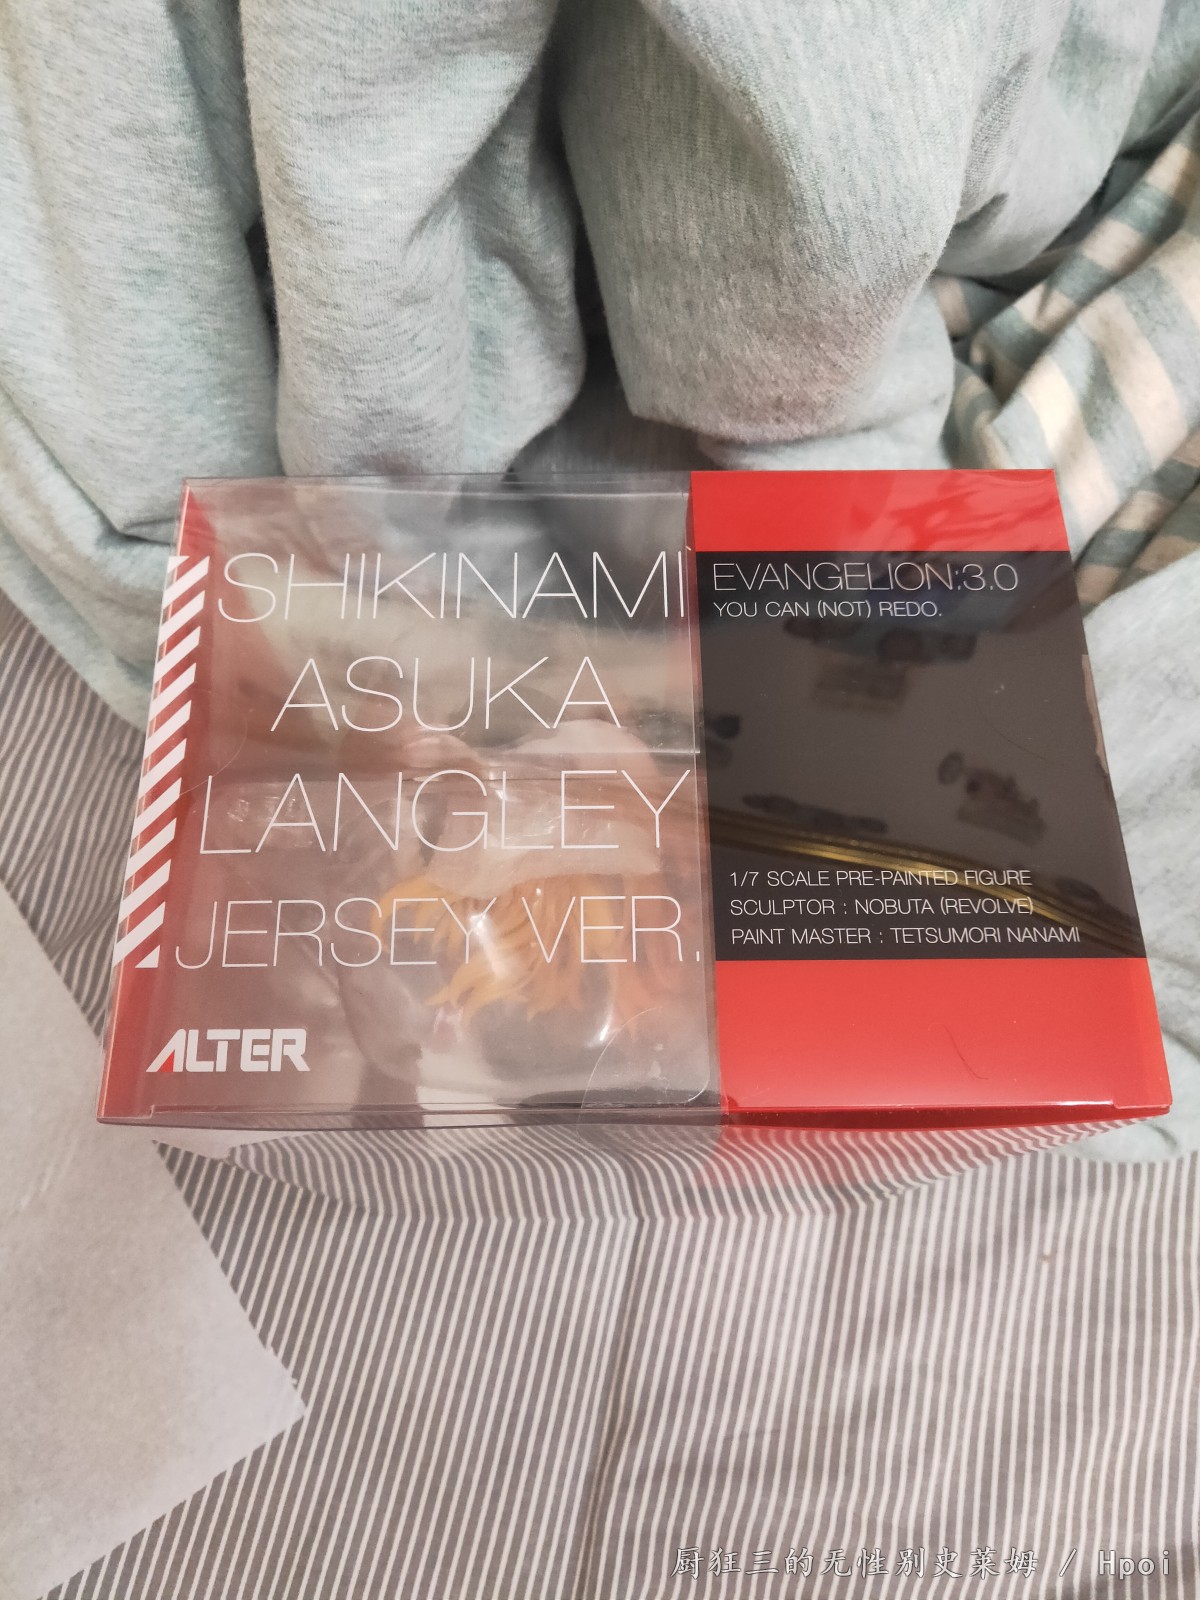 SHIKINAMI
ASUKA
LANGLEY
JERSEY VER.
ALTER
EVANGELION:3.0
YOU CAN (NOT) REDO.
1/7 SCALE PRE-PAINTED FIGURE
SCULPTOR : NOBUTA (REVOLVE)
PAINT MASTER : TETSUMORI NANAMI
厨狂三的无性别史莱姆 / Hpoi